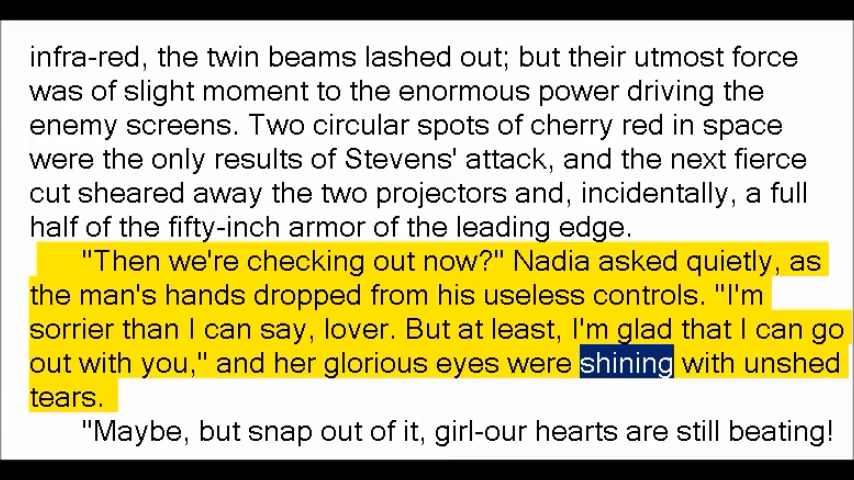 infra-red, the twin beams lashed out; but their utmost force
was of slight moment to the enormous power driving the
enemy screens. Two circular spots of cherry red in space
were the only results of Stevens' attack, and the next fierce
cut sheared away the two projectors and, incidentally, a full
half of the fifty-inch armor of the leading edge.
"Then we're checking out now?" Nadia asked quietly, as
the man's hands dropped from his useless controls. "I'm
sorrier than I can say, lover. But at least, I'm glad that I can go
out with you," and her glorious eyes were shining with unshed
tears.
"Maybe, but snap out of it, girl-our hearts are still beating!